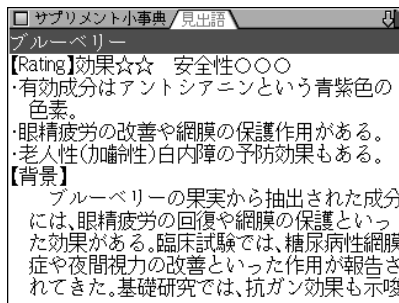 サプリメント小事典 見出語
ブルーベリー
【Rating】効果☆☆ 安全性○○○
・有効成分はアントシアニンという青紫色の
色素。
・眼精疲労の改善や網膜の保護作用がある。
・老人性(加齢性)白内障の予防効果もある。
【背景】
ブルーベリーの果実から抽出された成分
には、眼精疲労の回復や網膜の保護といっ
た効果がある。臨床試験では、糖尿病性網膜
症や夜間視力の改善といった作用が報告さ
れてきた。基礎研究では、抗ガン効果も示唆